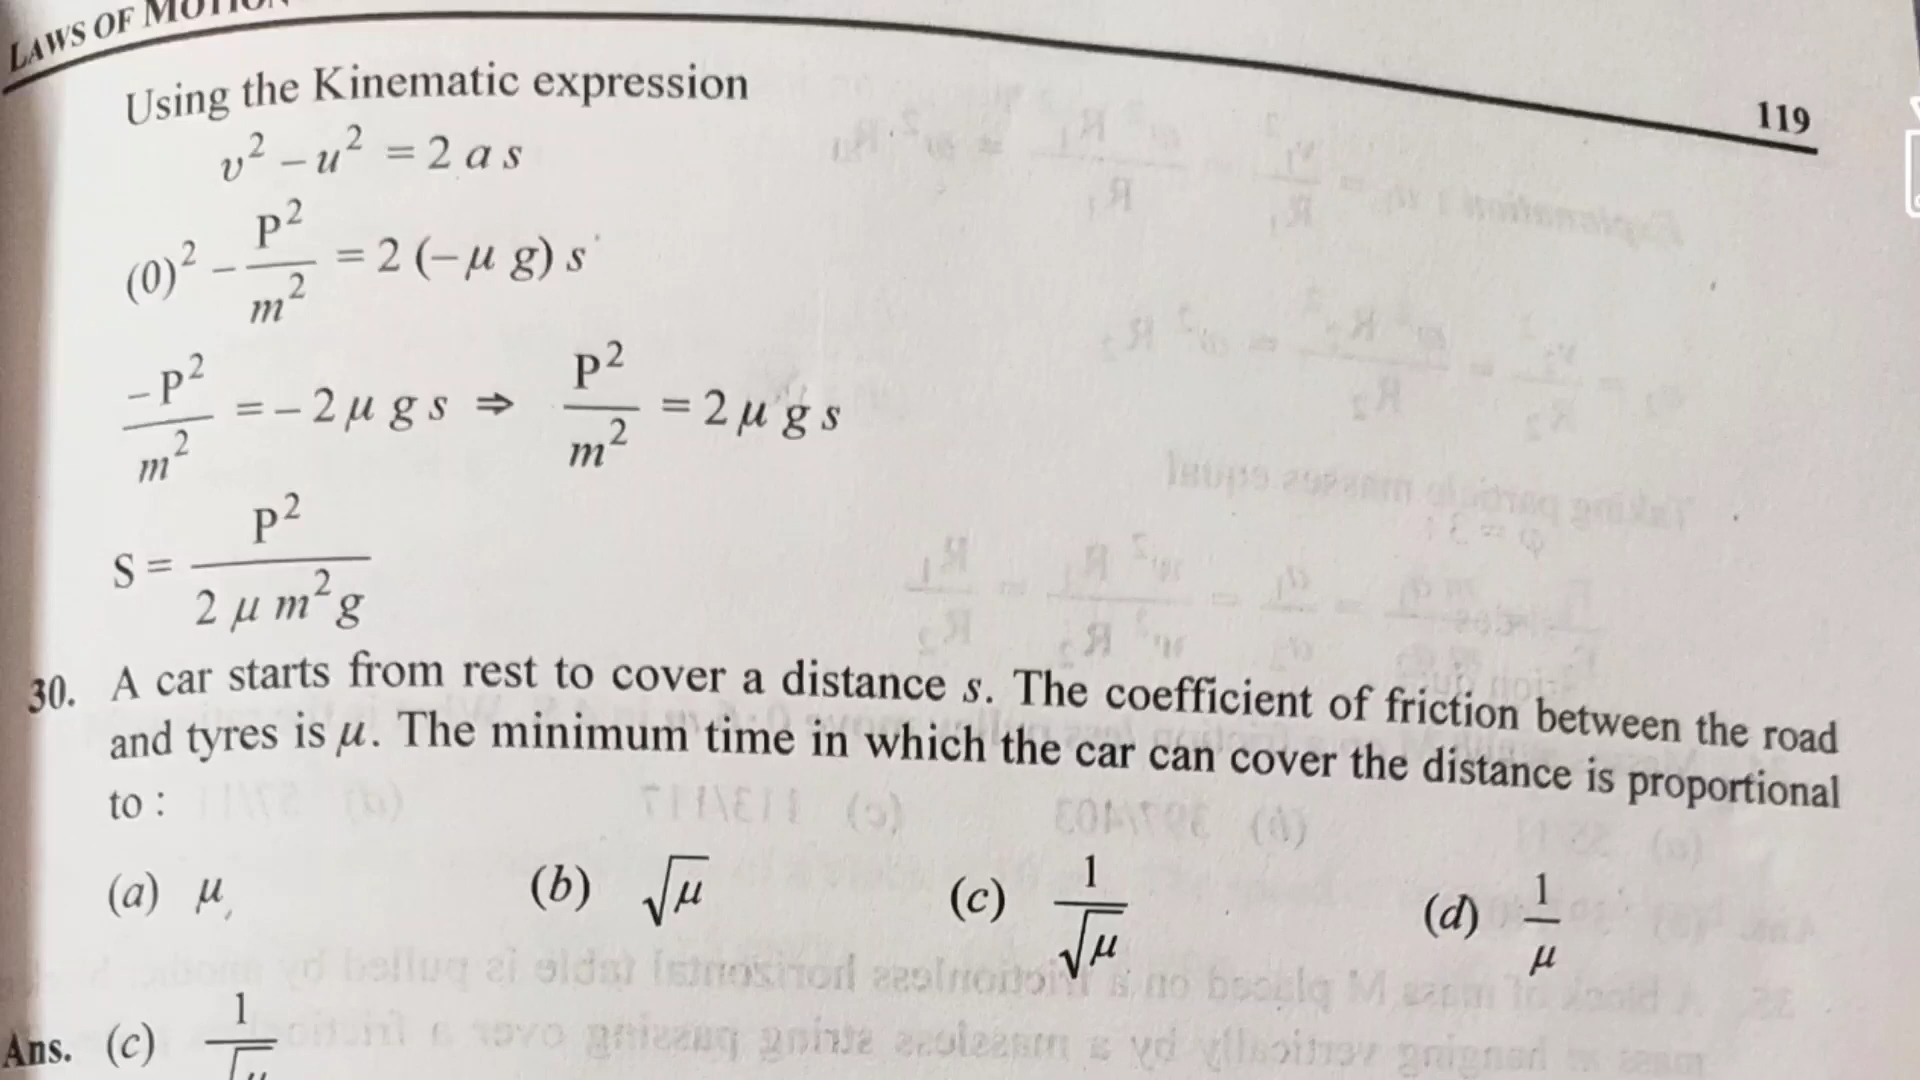 LAWS OF MOTION
119
Using the Kinematic expression
v² – u² = 2 a s
(0)² – P²/m² = 2 (– μ g) s
–P²/m² = – 2 μ g s ⇒ P²/m² = 2 μ g s
S = P²/2 μ m² g
30. A car starts from rest to cover a distance s. The coefficient of friction between the road
and tyres is μ. The minimum time in which the car can cover the distance is proportional
to :
(a) μ (b) √μ (c) 1/√μ (d) 1/μ
Ans. (c) 1/√μ